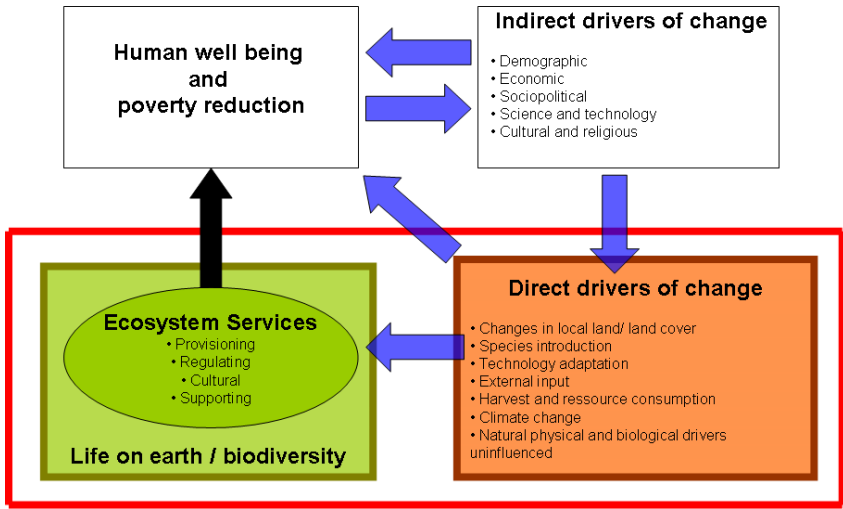 Human well being
and
poverty reduction
Indirect drivers of change
• Demographic
• Economic
• Sociopolitical
• Science and technology
• Cultural and religious
Ecosystem Services
• Provisioning
• Regulating
• Cultural
• Supporting
Life on earth / biodiversity
Direct drivers of change
• Changes in local land/ land cover
• Species introduction
• Technology adaptation
• External input
• Harvest and ressource consumption
• Climate change
• Natural physical and biological drivers
uninfluenced